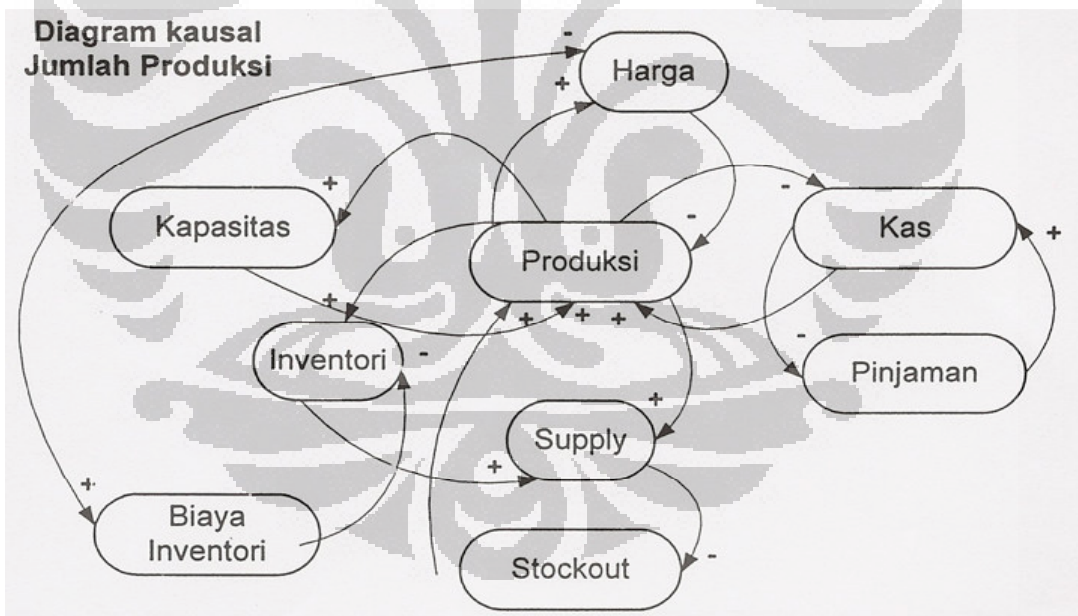 Diagram kausal
Jumlah Produksi
-
Harga
+
+
-
Kapasitas
-
Kas
+
Produksi
+
+
+
+
-
Inventori
-
Pinjaman
+
Supply
+
+
Biaya
Inventori
-
Stockout